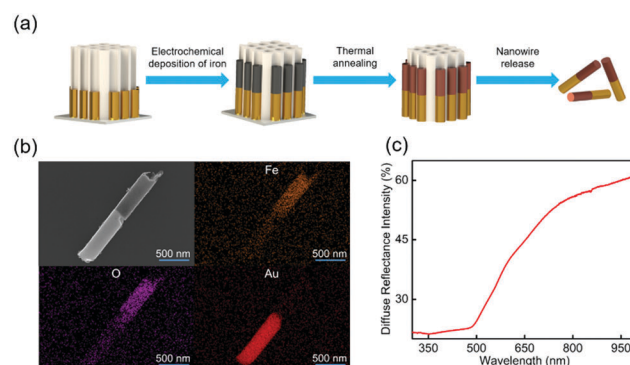 (a)
Electrochemical
deposition of iron
Thermal
annealing
Nanowire
release
(b)
Fe
500 nm
500 nm
O
Au
500 nm
500 nm
(c)
Diffuse Reflectance Intensity (%)
60
45
30
350
500
650
800
950
Wavelength (nm)